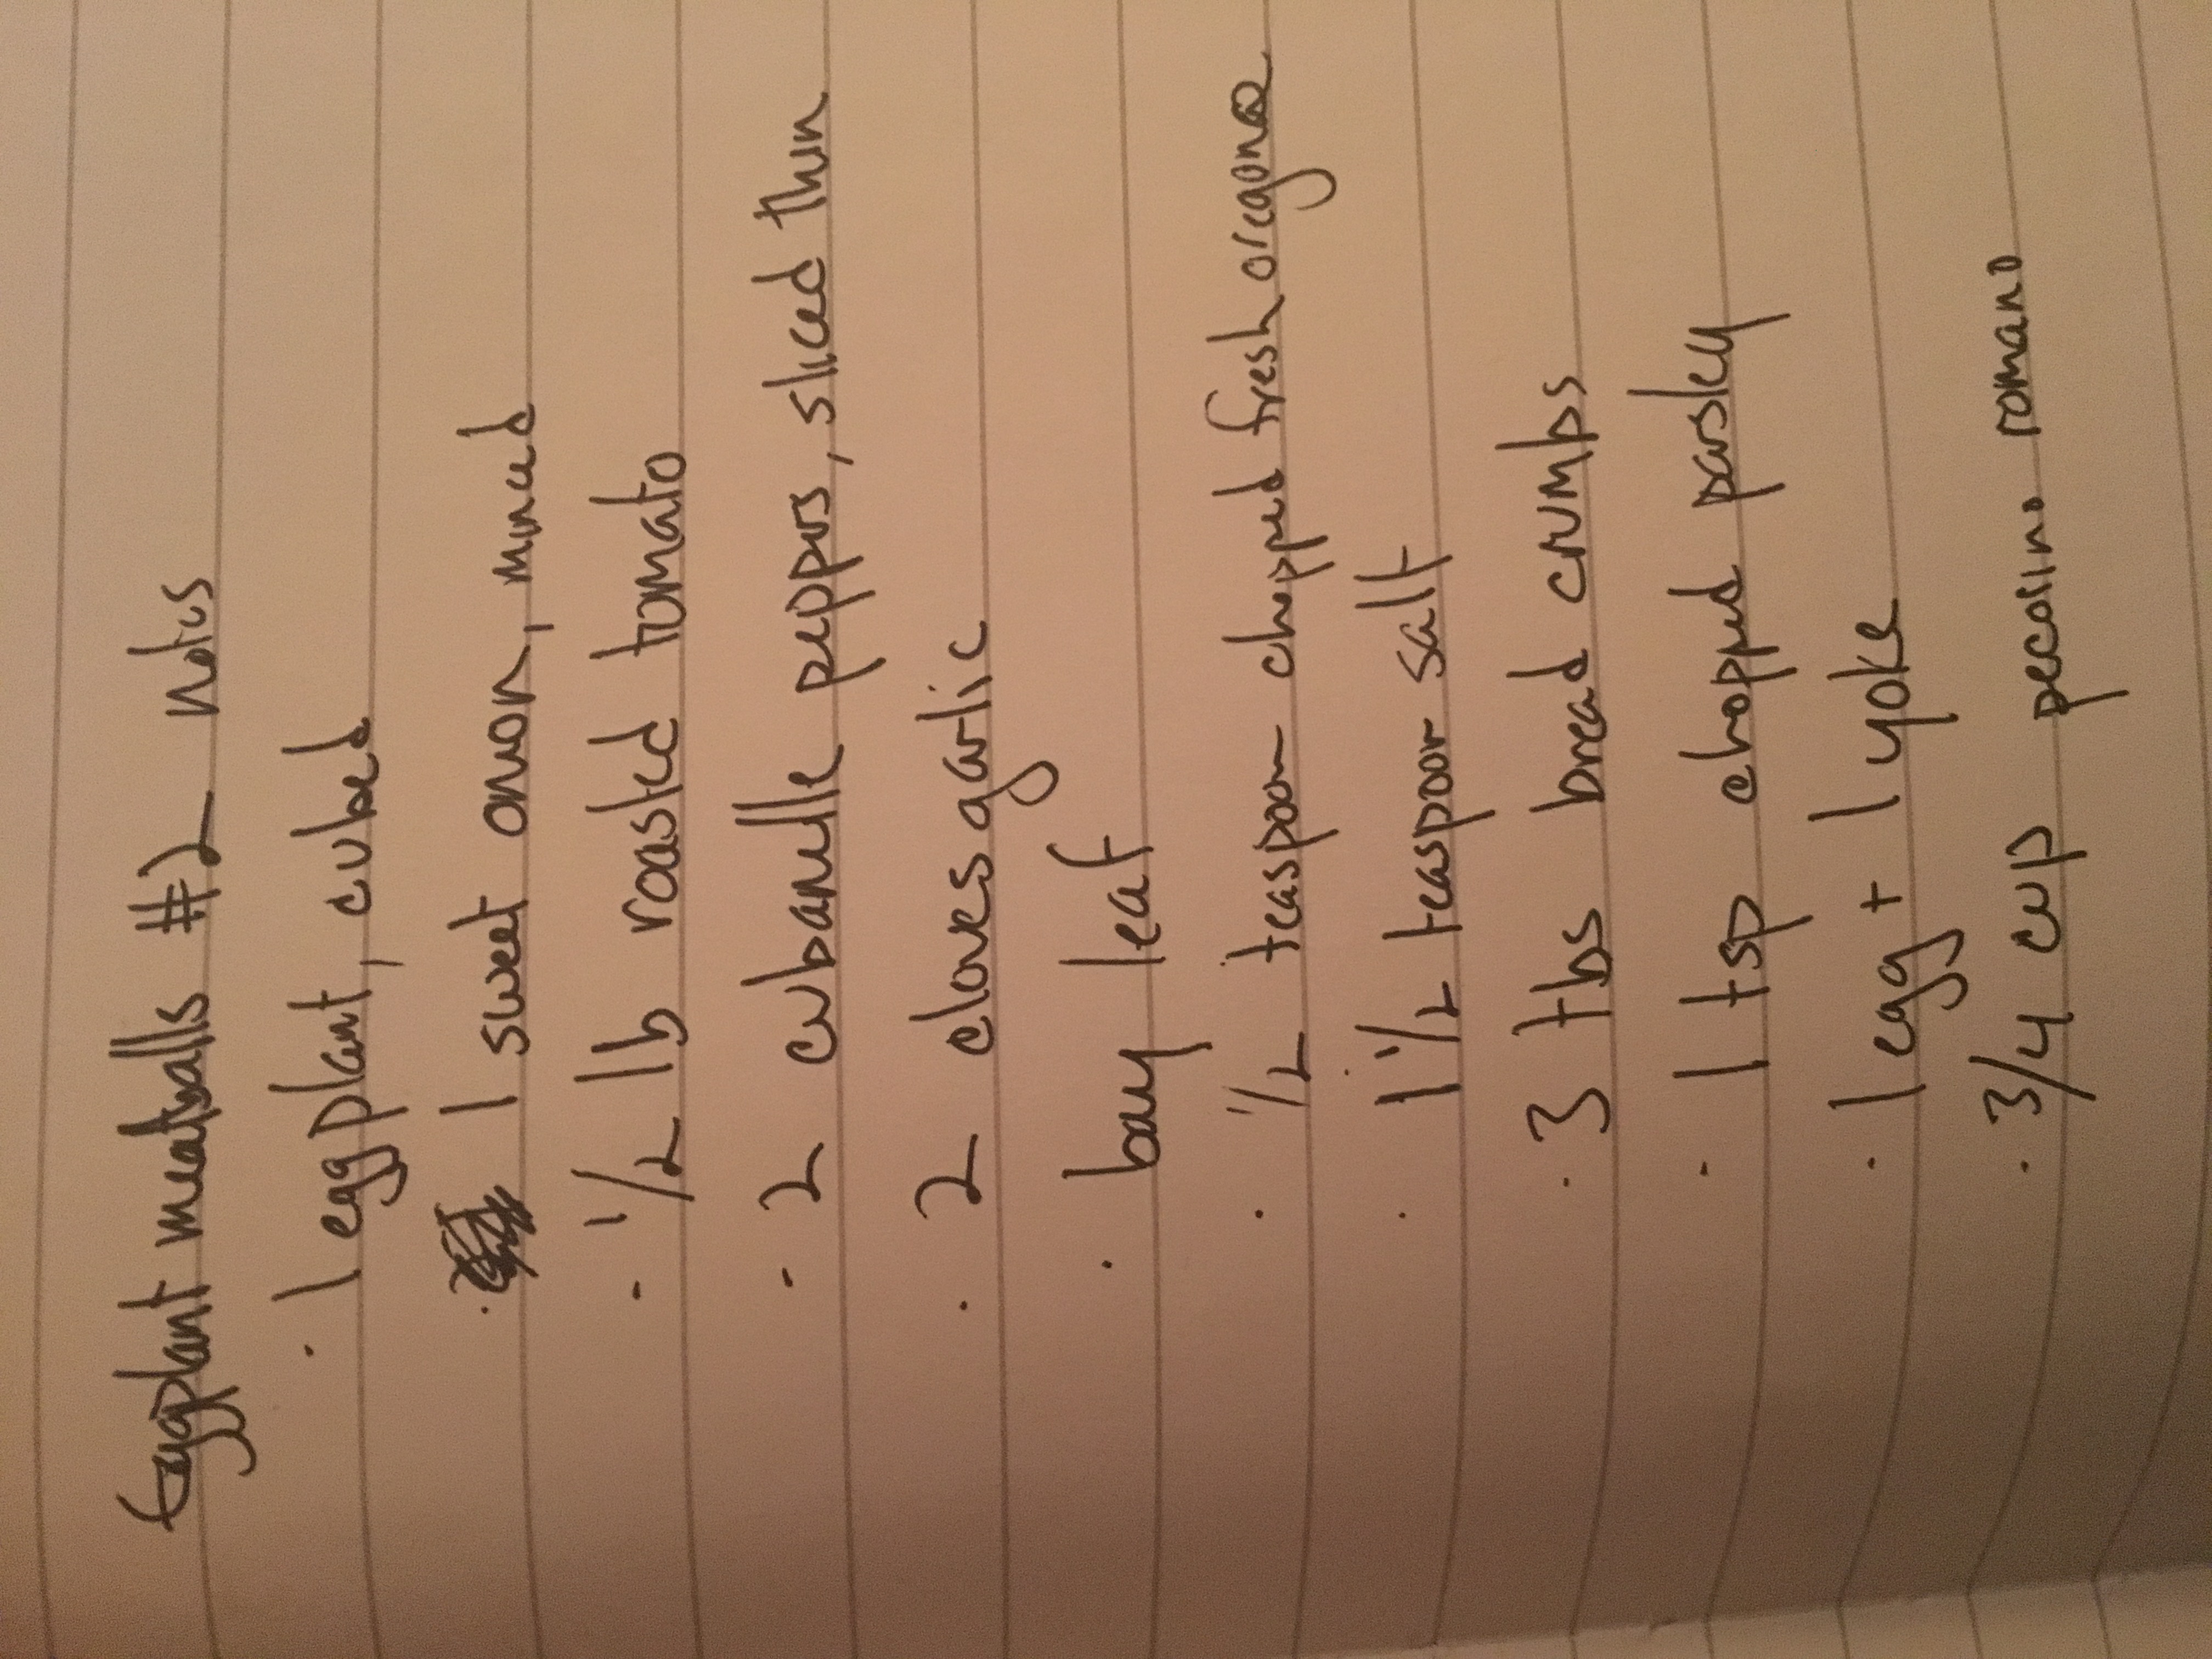 Eggplant meatballs #2 notes
· 1 eggplant, cubed
· 1 sweet onion, minced
- 1/2 lb roasted tomato
- 2 cubanelle peppers, sliced thin
· 2 cloves garlic
· bay leaf
· 1/2 teaspoon chopped fresh oregano
· 1 1/2 teaspoon salt
· 3 tbs bread crumbs
- 1 tsp chopped parsley
· 1 egg + 1 yoke
· 3/4 cup pecorino romano